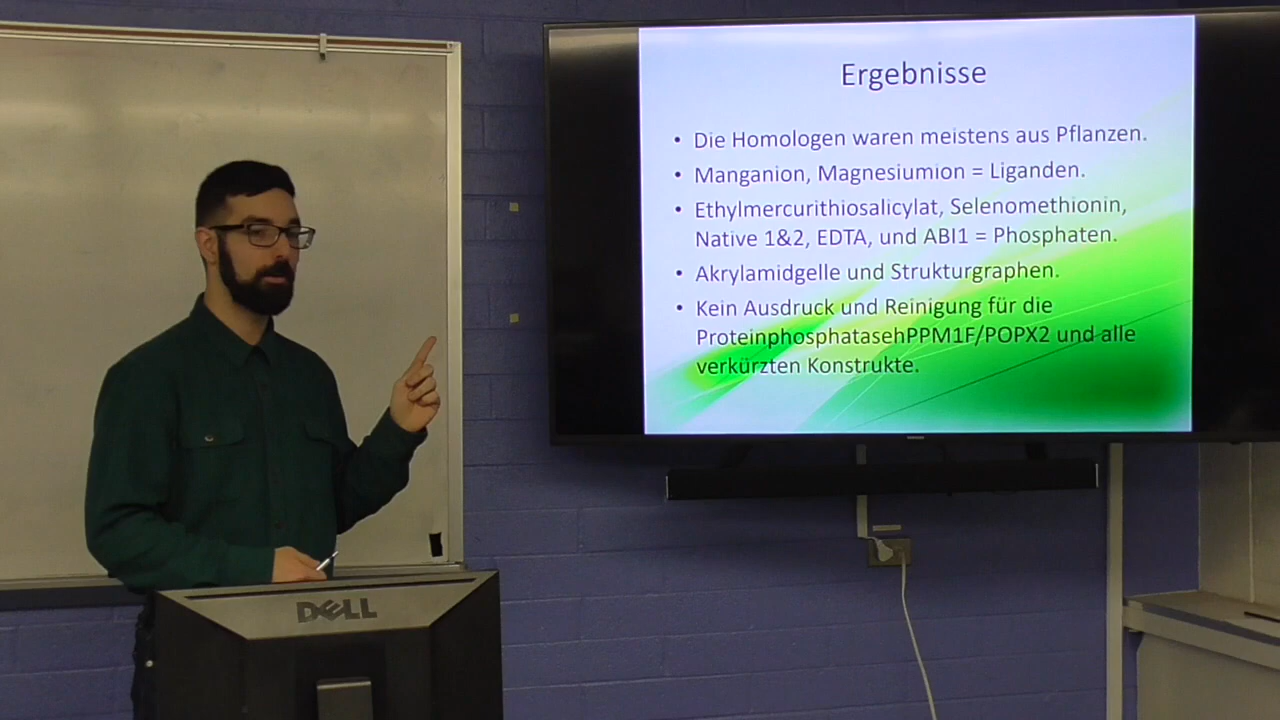 Ergebnisse
• Die Homologen waren meistens aus Pflanzen.
• Manganion, Magnesiumion = Liganden.
• Ethylmercurithiosalicylat, Selenomethionin,
Native 1&2, EDTA, und ABI1 = Phosphaten.
• Akrylamidgelle und Strukturgraphen.
• Kein Ausdruck und Reinigung für die
ProteinphosphatasehPPM1F/POPX2 und alle
verkürzten Konstrukte.
DELL